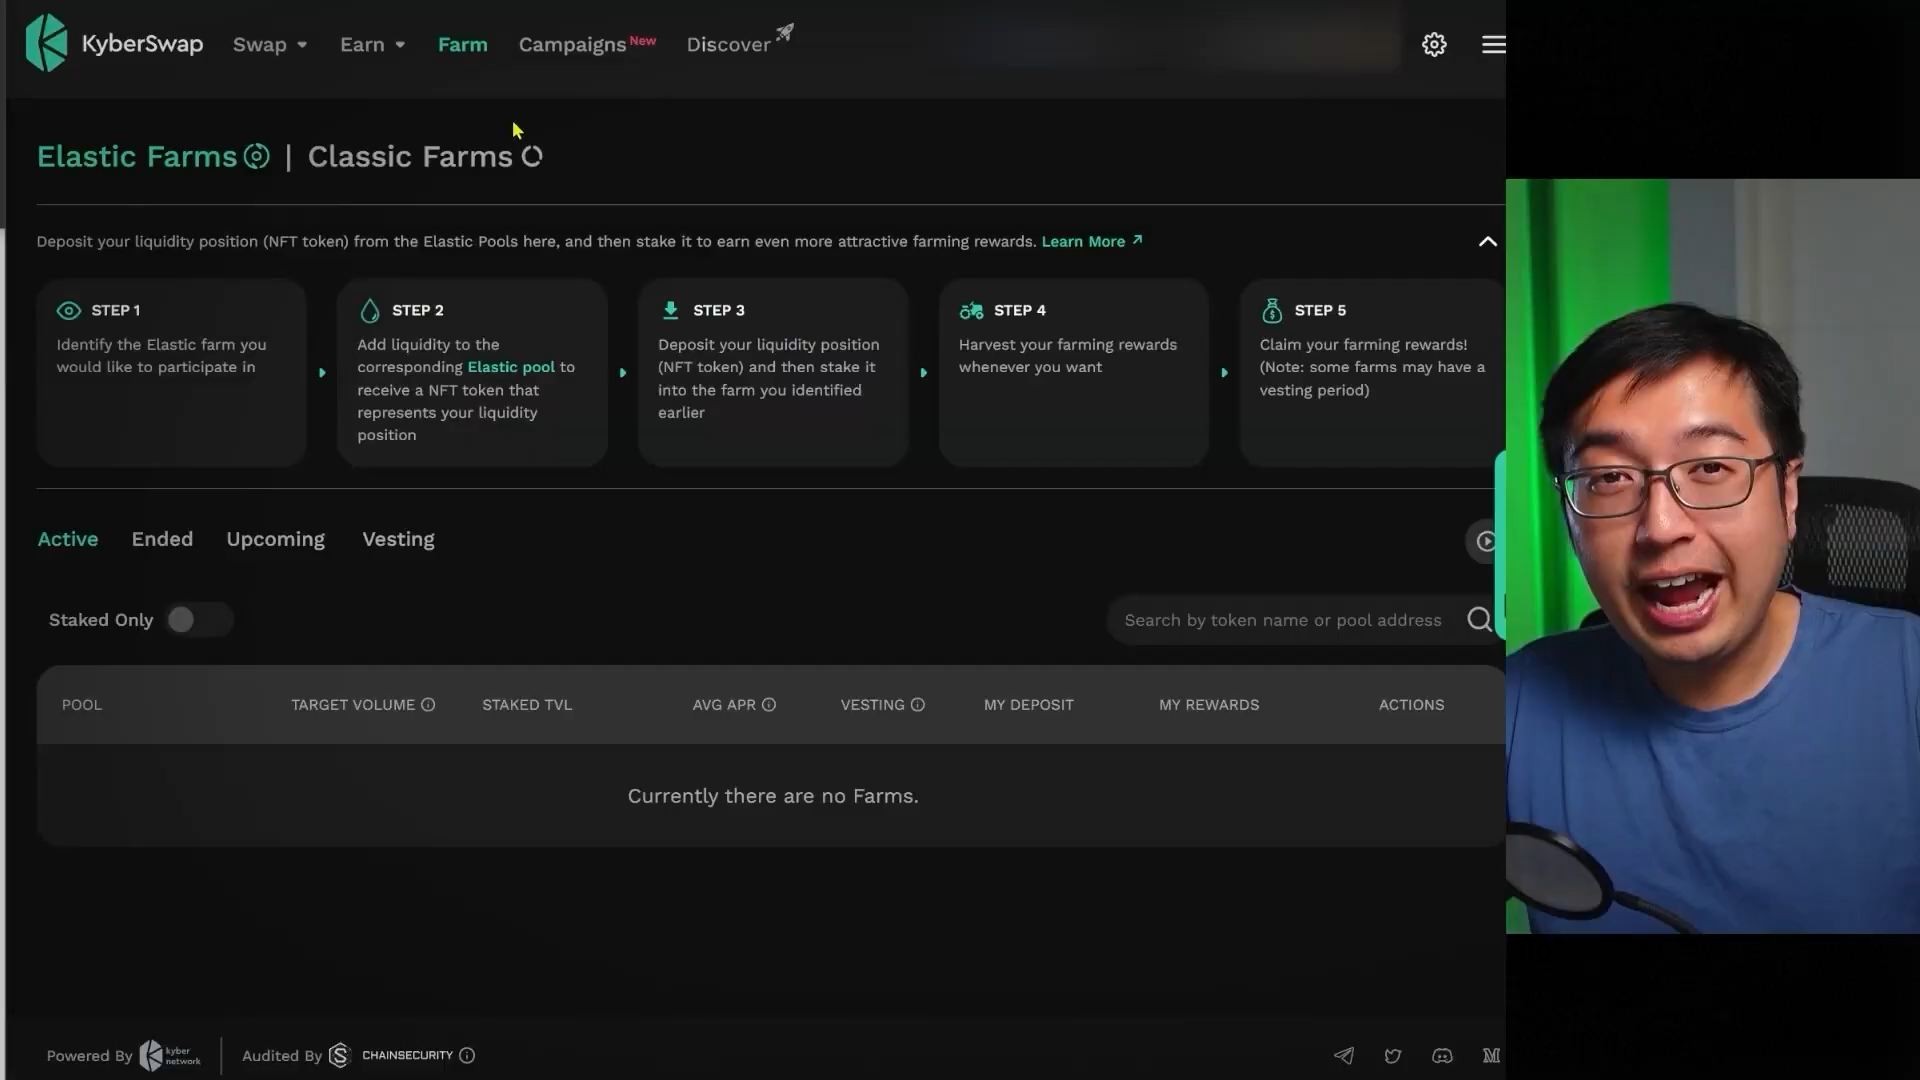 KyberSwap Swap Earn Farm Campaigns New Discover
Elastic Farms | Classic Farms
Deposit your liquidity position (NFT token) from the Elastic Pools here, and then stake it to earn even more attractive farming rewards. Learn More ↗
STEP 1
Identify the Elastic farm you
would like to participate in
STEP 2
Add liquidity to the
corresponding Elastic pool to
receive a NFT token that
represents your liquidity
position
STEP 3
Deposit your liquidity position
(NFT token) and then stake it
into the farm you identified
earlier
STEP 4
Harvest your farming rewards
whenever you want
STEP 5
Claim your farming rewards!
(Note: some farms may have a
vesting period)
Active Ended Upcoming Vesting
Staked Only
Search by token name or pool address
POOL TARGET VOLUME STAKED TVL AVG APR VESTING MY DEPOSIT MY REWARDS ACTIONS
Currently there are no Farms.
Powered By kyber network Audited By CHAINSECURITY